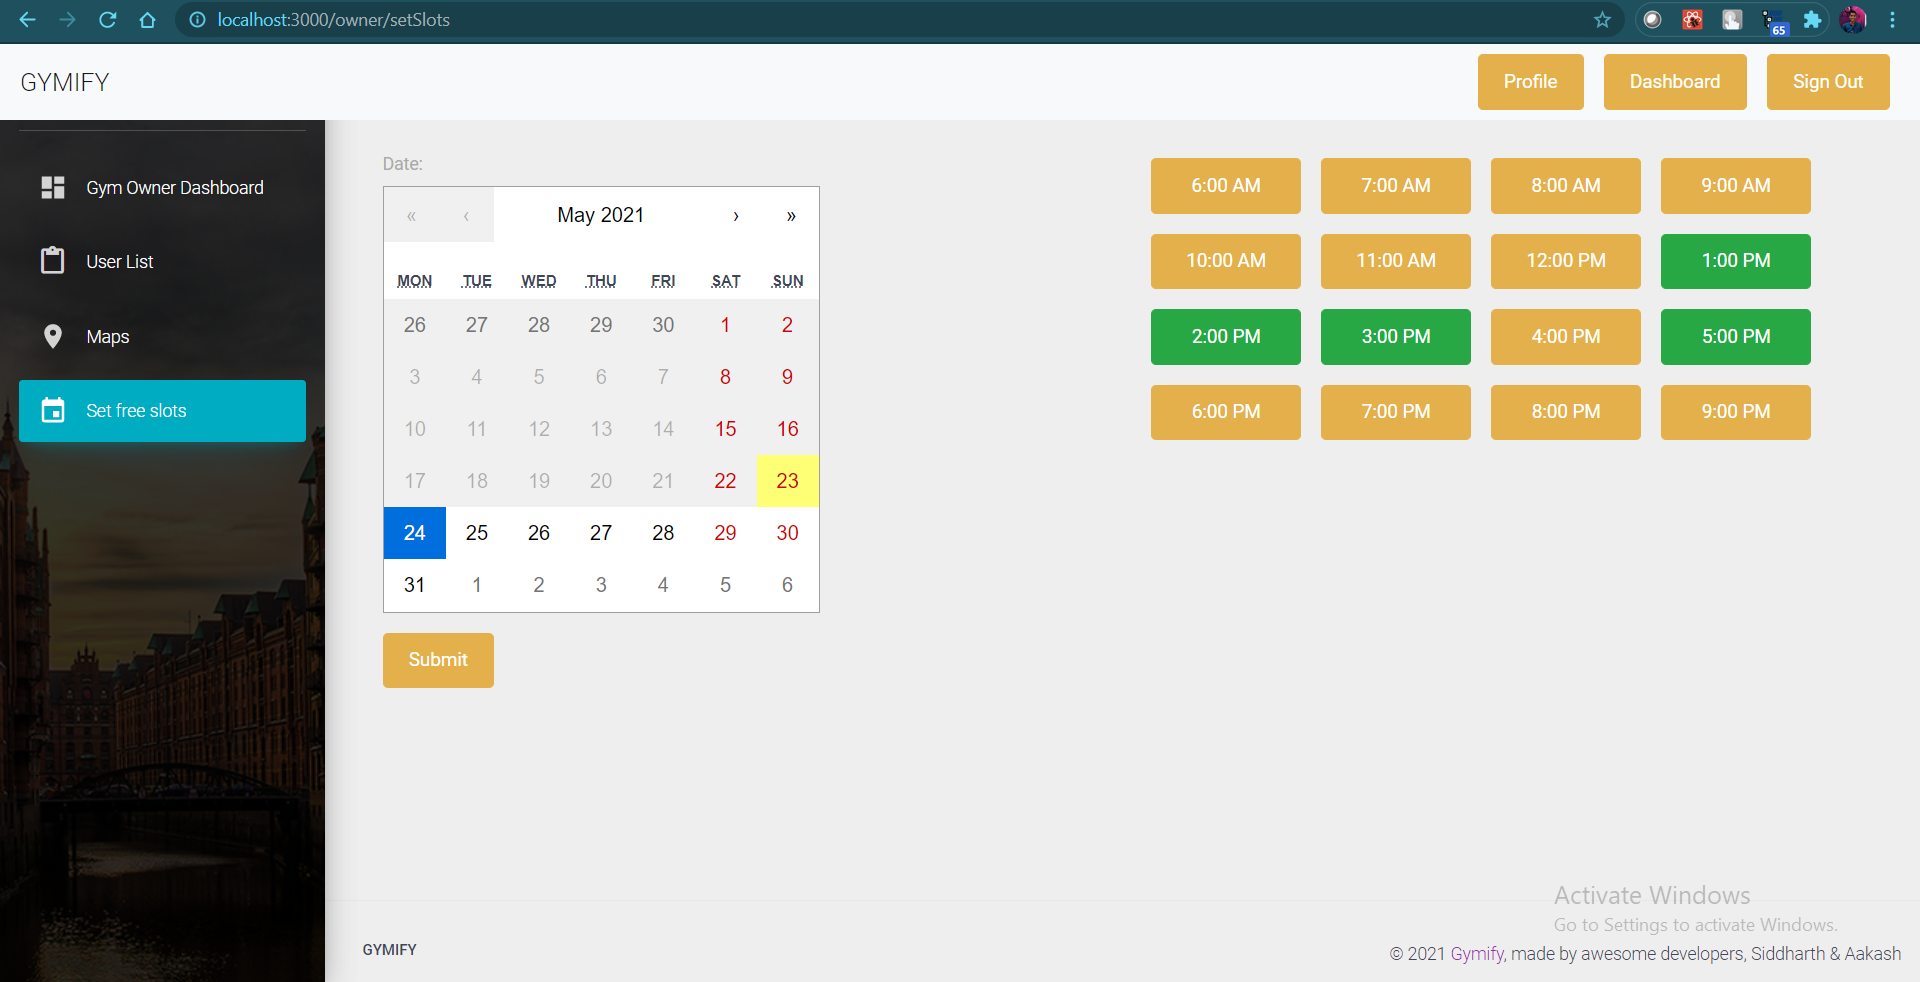 localhost:3000/owner/setSlots
65
GYMIFY
Profile Dashboard Sign Out
Gym Owner Dashboard
User List
Maps
Set free slots
Date:
« ‹ May 2021 › »
MON TUE WED THU FRI SAT SUN
26 27 28 29 30 1 2
3 4 5 6 7 8 9
10 11 12 13 14 15 16
17 18 19 20 21 22 23
24 25 26 27 28 29 30
31 1 2 3 4 5 6
Submit
6:00 AM 7:00 AM 8:00 AM 9:00 AM
10:00 AM 11:00 AM 12:00 PM 1:00 PM
2:00 PM 3:00 PM 4:00 PM 5:00 PM
6:00 PM 7:00 PM 8:00 PM 9:00 PM
Activate Windows
Go to Settings to activate Windows.
GYMIFY
© 2021 Gymify, made by awesome developers, Siddharth & Aakash